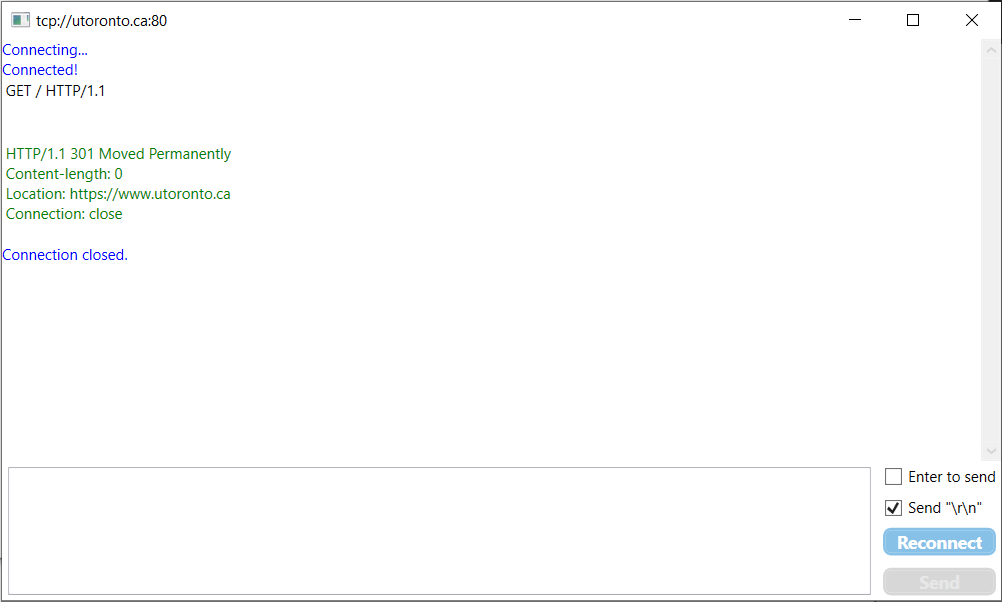 tcp://utoronto.ca:80
Connecting...
Connected!
GET / HTTP/1.1
HTTP/1.1 301 Moved Permanently
Content-length: 0
Location: https://www.utoronto.ca
Connection: close
Connection closed.
Enter to send
Send "\r\n"
Reconnect
Send